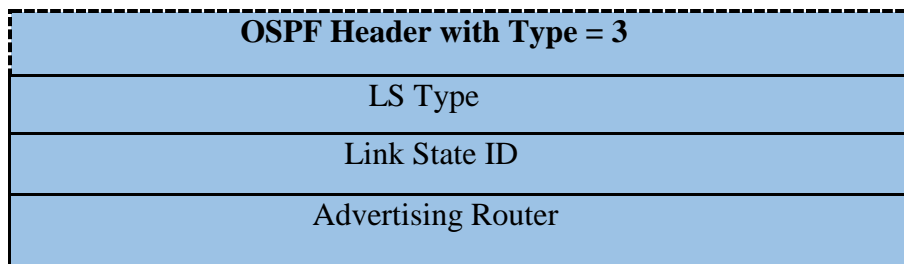 OSPF Header with Type = 3
LS Type
Link State ID
Advertising Router